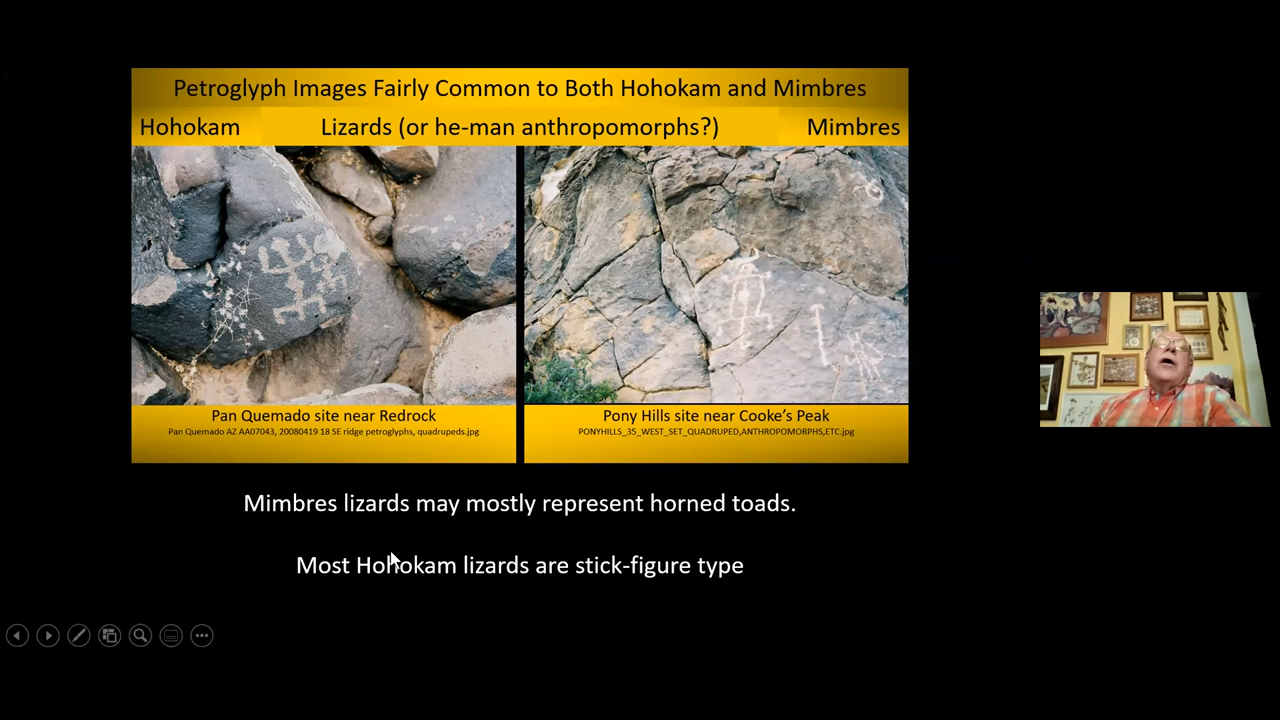 Petroglyph Images Fairly Common to Both Hohokam and Mimbres
Hohokam
Lizards (or he-man anthropomorphs?)
Mimbres
Pan Quemado site near Redrock
Pan Quemado AZ AA07043, 20080419 18 SE ridge petroglyphs, quadrupeds.jpg
Pony Hills site near Cooke's Peak
PONYHILLS_35_WEST_SET_QUADRUPED,ANTHROPOMORPHS,ETC.jpg
Mimbres lizards may mostly represent horned toads.
Most Hohokam lizards are stick-figure type